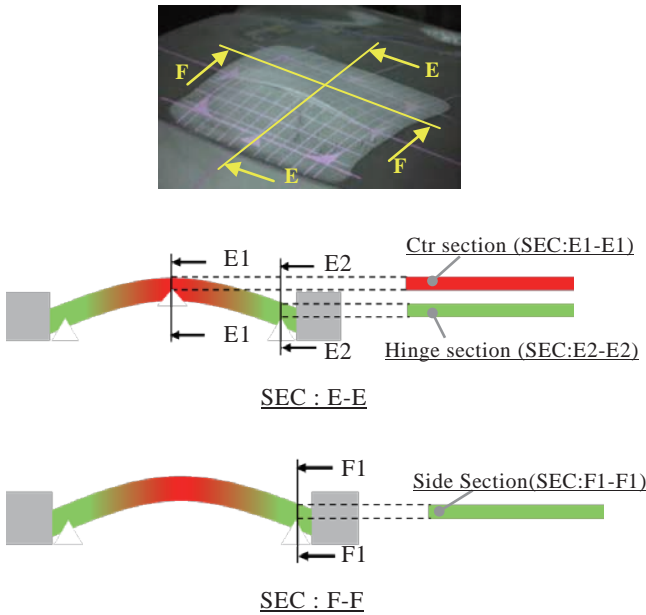 F
E
F
E
Ctr section (SEC:E1-E1)
E1
E2
E1
E2
Hinge section (SEC:E2-E2)
SEC : E-E
F1
Side Section(SEC:F1-F1)
F1
SEC : F-F